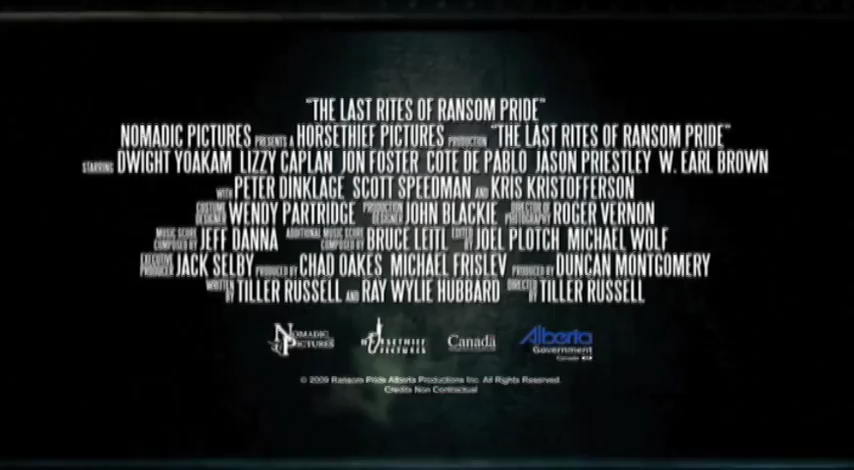 "THE LAST RITES OF RANSOM PRIDE"
NOMADIC PICTURES PRESENTS A HORSETHIEF PICTURES PRODUCTION "THE LAST RITES OF RANSOM PRIDE"
STARRING DWIGHT YOAKAM LIZZY CAPLAN JON FOSTER COTE DE PABLO JASON PRIESTLEY W. EARL BROWN
WITH PETER DINKLAGE SCOTT SPEEDMAN AND KRIS KRISTOFFERSON
COSTUME DESIGNER WENDY PARTRIDGE PRODUCTION DESIGNER JOHN BLACKIE DIRECTOR OF PHOTOGRAPHY ROGER VERNON
MUSIC SCORE COMPOSED BY JEFF DANNA ADDITIONAL MUSIC SCORE COMPOSED BY BRUCE LEITL EDITED BY JOEL PLOTCH MICHAEL WOLF
EXECUTIVE PRODUCER JACK SELBY PRODUCED BY CHAD OAKES MICHAEL FRISLEV PRODUCED BY DUNCAN MONTGOMERY
WRITTEN BY TILLER RUSSELL AND RAY WYLIE HUBBARD DIRECTED BY TILLER RUSSELL
NOMADIC PICTURES HORSETHIEF PICTURES Canada Alberta Government
© 2009 Ransom Pride Alberta Productions Inc. All Rights Reserved.
Credits Non Contractual